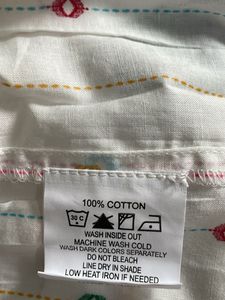 100% COTTON
30 C
WASH INSIDE OUT
MACHINE WASH COLD
WASH DARK COLORS SEPARATELY
DO NOT BLEACH
LINE DRY IN SHADE
LOW HEAT IRON IF NEEDED